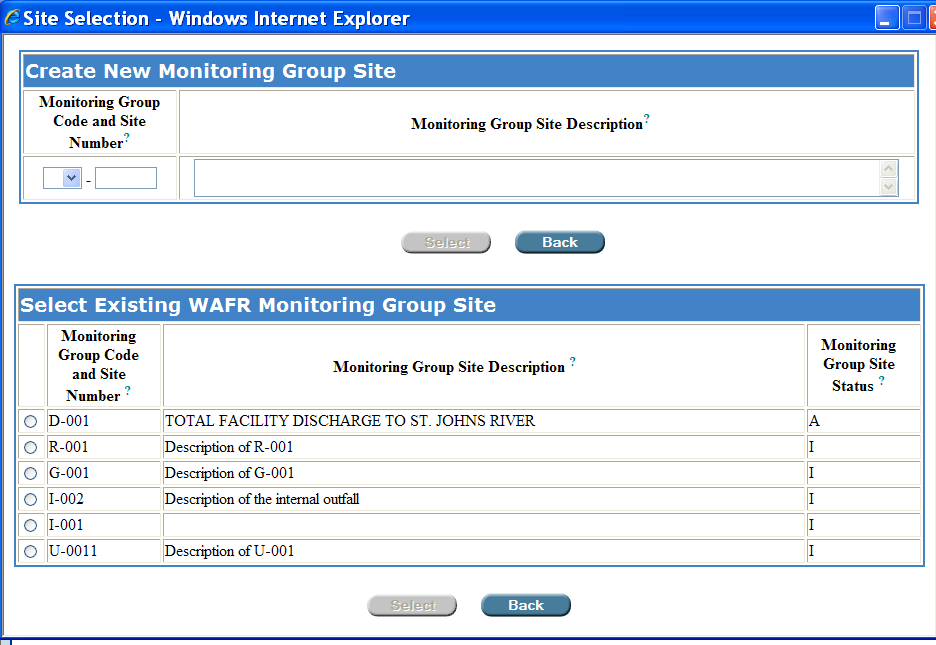 Site Selection - Windows Internet Explorer
Create New Monitoring Group Site
Monitoring Group
Code and Site
Number?
Monitoring Group Site Description?
-
Select
Back
Select Existing WAFR Monitoring Group Site
Monitoring
Group Code
and Site
Number ?
Monitoring Group Site Description ?
Monitoring
Group Site
Status ?
D-001 TOTAL FACILITY DISCHARGE TO ST. JOHNS RIVER A
R-001 Description of R-001 I
G-001 Description of G-001 I
I-002 Description of the internal outfall I
I-001 I
U-0011 Description of U-001 I
Select
Back